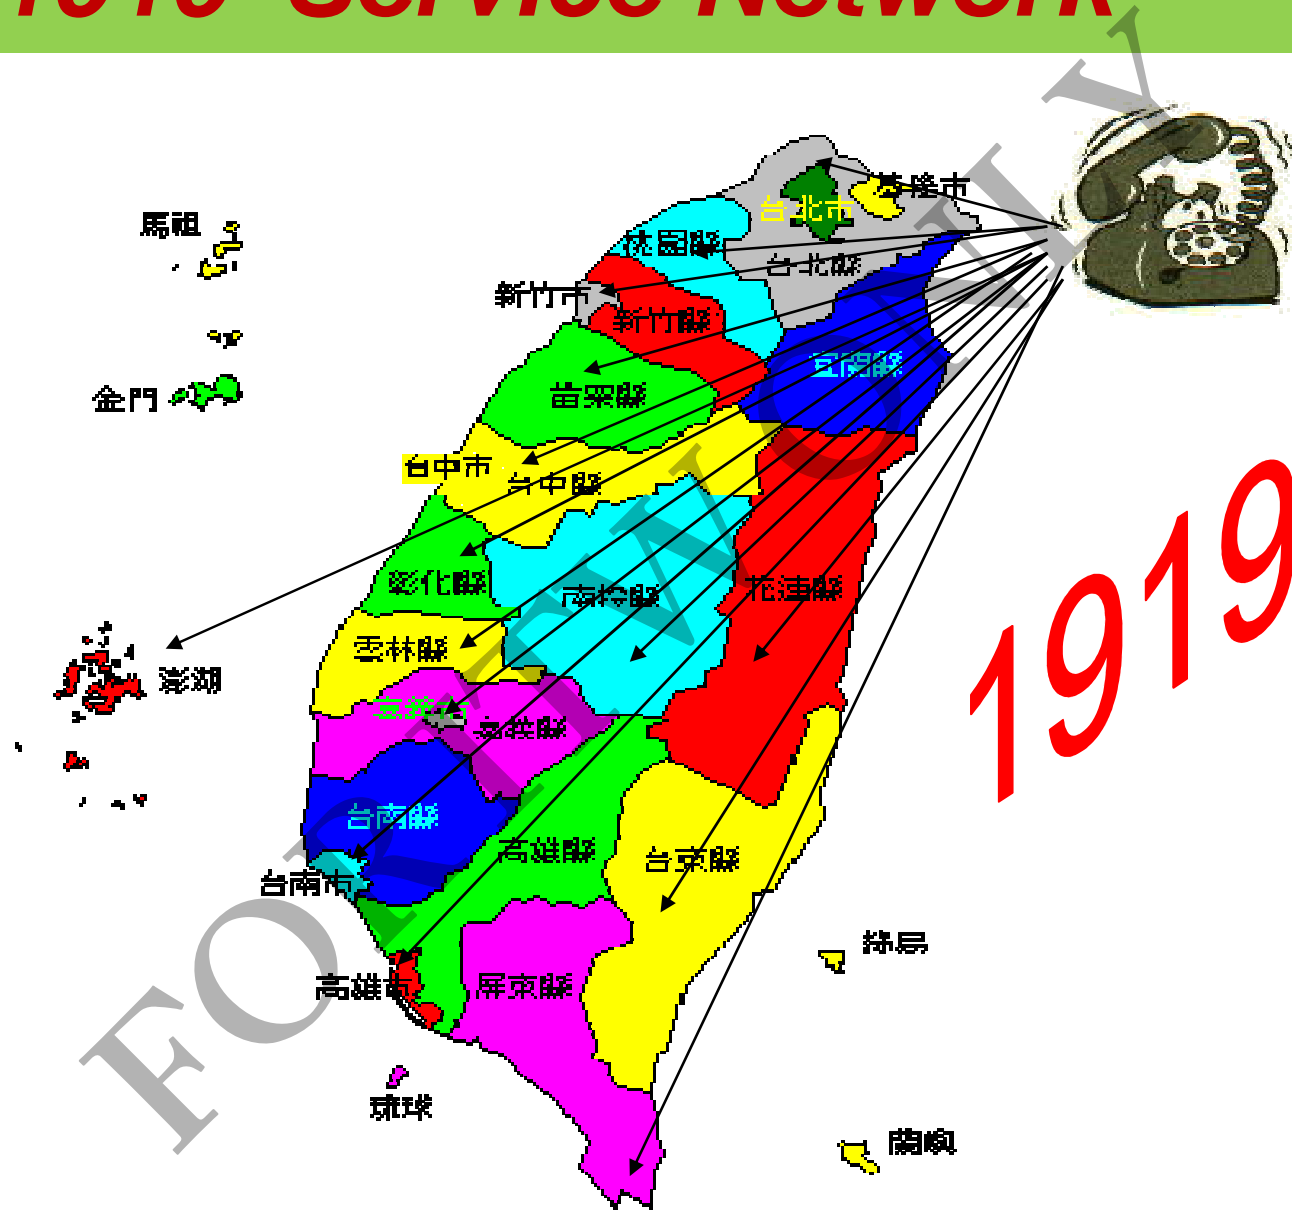 1919 Service Network
基隆市
台北市
馬祖
桃園縣
台北縣
新竹市
新竹縣
宜蘭縣
金門
苗栗縣
台中市
台中縣
1919
彰化縣
南投縣
花蓮縣
雲林縣
澎湖
嘉義市
嘉義縣
台南縣
高雄縣
台東縣
台南市
綠島
高雄市
屏東縣
琉球
蘭嶼
FOR TWO ONLY